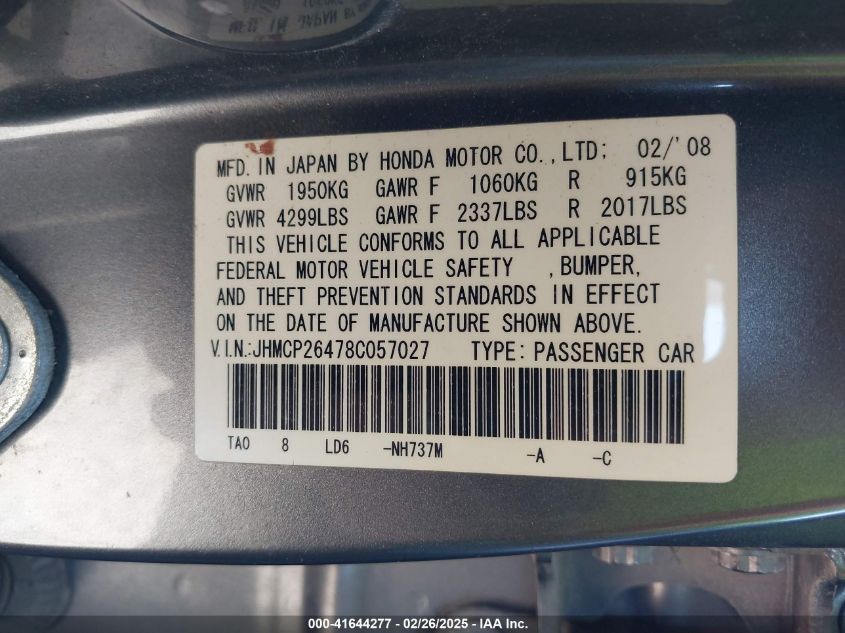 MFD. IN JAPAN BY HONDA MOTOR CO., LTD; 02/'08
GVWR 1950KG GAWR F 1060KG R 915KG
GVWR 4299LBS GAWR F 2337LBS R 2017LBS
THIS VEHICLE CONFORMS TO ALL APPLICABLE
FEDERAL MOTOR VEHICLE SAFETY , BUMPER,
AND THEFT PREVENTION STANDARDS IN EFFECT
ON THE DATE OF MANUFACTURE SHOWN ABOVE.
V.I.N.:JHMCP26478C057027 TYPE: PASSENGER CAR
TA0 8 LD6 -NH737M -A -C
000-41644277 - 02/26/2025 - IAA Inc.